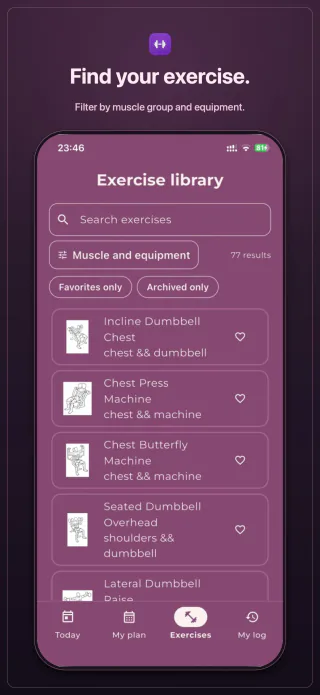 Find your exercise.
Filter by muscle group and equipment.
23:46
81
Exercise library
Search exercises
Muscle and equipment
77 results
Favorites only
Archived only
Incline Dumbbell
Chest
chest && dumbbell
Chest Press
Machine
chest && machine
Chest Butterfly
Machine
chest && machine
Seated Dumbbell
Overhead
shoulders &&
dumbbell
Lateral Dumbbell
Raise
Today
My plan
Exercises
My log